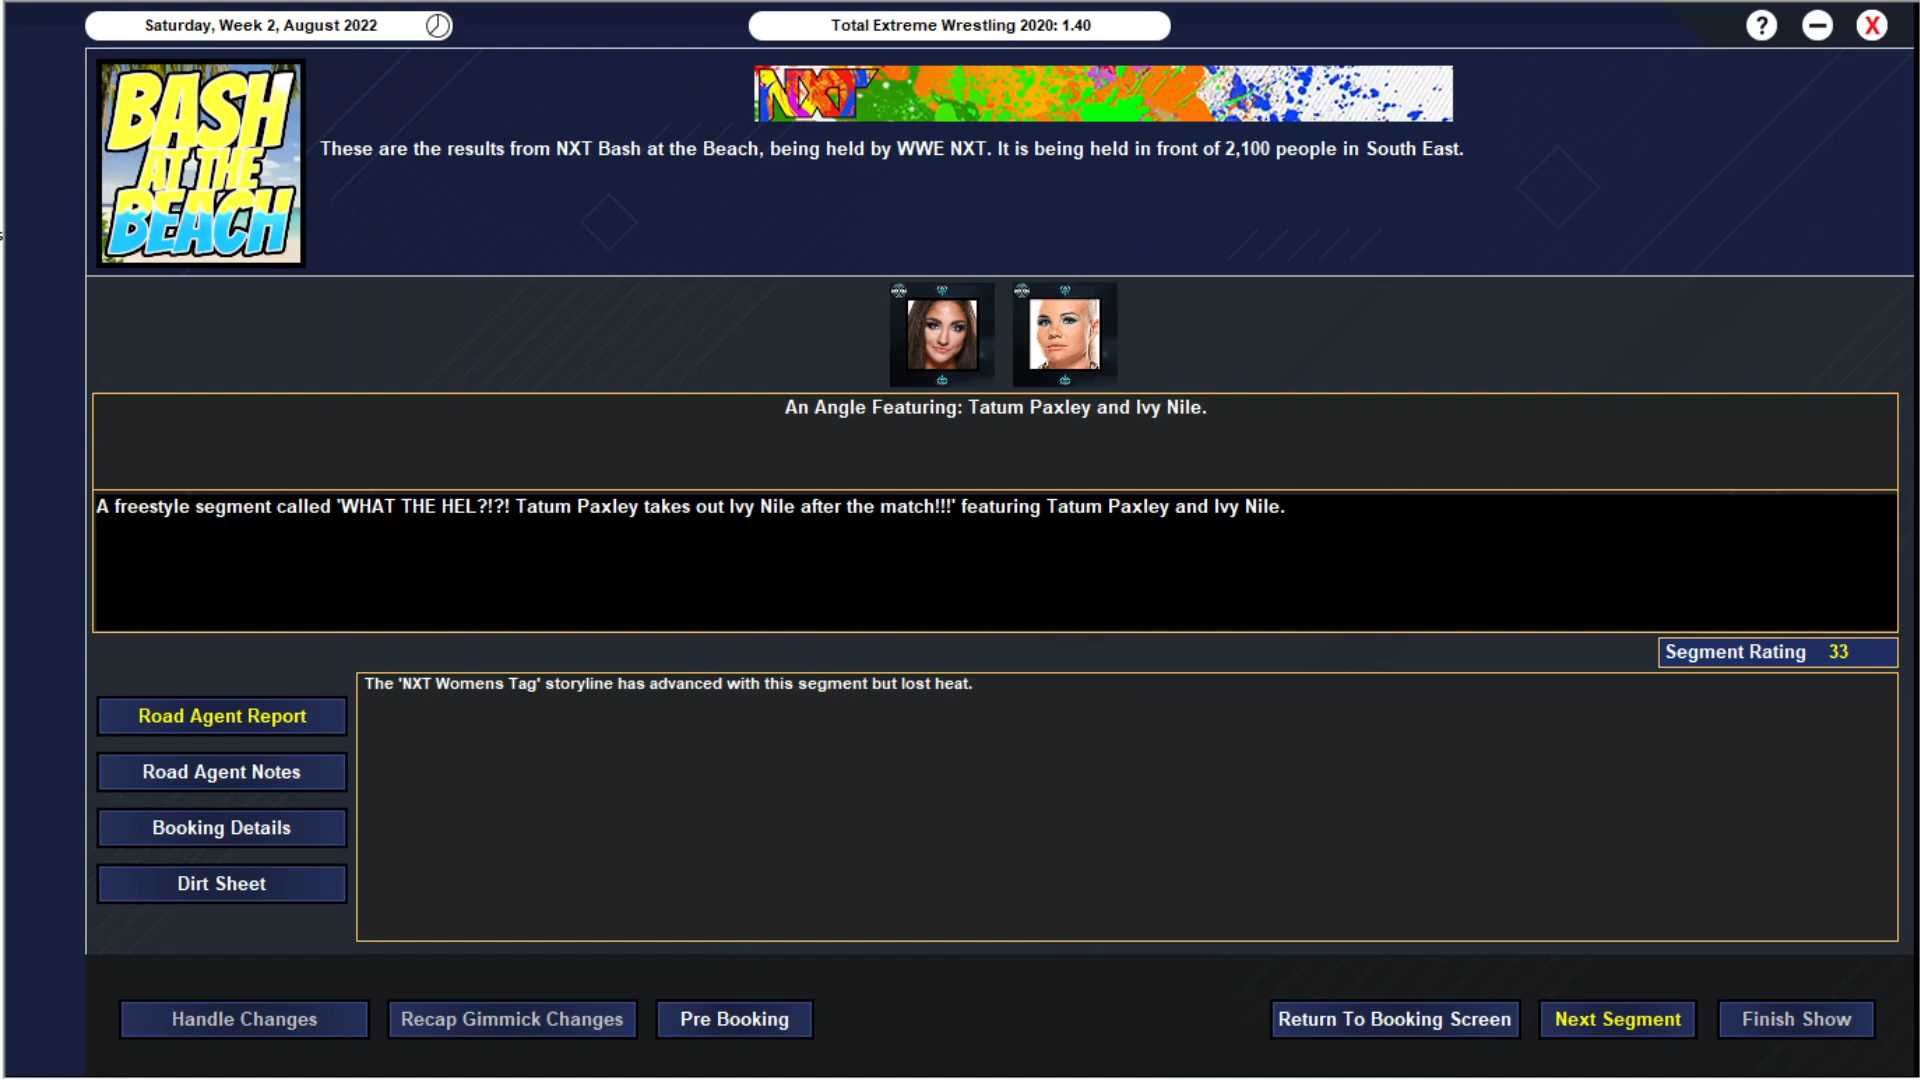 Saturday, Week 2, August 2022
Total Extreme Wrestling 2020: 1.40
?
X
BASH
AT THE
BEACH
NXT
These are the results from NXT Bash at the Beach, being held by WWE NXT. It is being held in front of 2,100 people in South East.
An Angle Featuring: Tatum Paxley and Ivy Nile.
A freestyle segment called 'WHAT THE HEL?!?! Tatum Paxley takes out Ivy Nile after the match!!!' featuring Tatum Paxley and Ivy Nile.
Segment Rating 33
The 'NXT Womens Tag' storyline has advanced with this segment but lost heat.
Road Agent Report
Road Agent Notes
Booking Details
Dirt Sheet
Handle Changes
Recap Gimmick Changes
Pre Booking
Return To Booking Screen
Next Segment
Finish Show